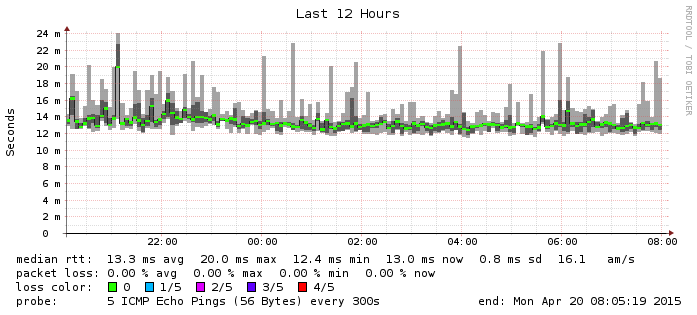 Last 12 Hours
RRDTOOL / TOBI OETIKER
Seconds
24 m
22 m
20 m
18 m
16 m
14 m
12 m
10 m
8 m
6 m
4 m
2 m
0
22:00 00:00 02:00 04:00 06:00 08:00
median rtt: 13.3 ms avg 20.0 ms max 12.4 ms min 13.0 ms now 0.8 ms sd 16.1 am/s
packet loss: 0.00 % avg 0.00 % max 0.00 % min 0.00 % now
loss color: 0 1/5 2/5 3/5 4/5
probe: 5 ICMP Echo Pings (56 Bytes) every 300s end: Mon Apr 20 08:05:19 2015